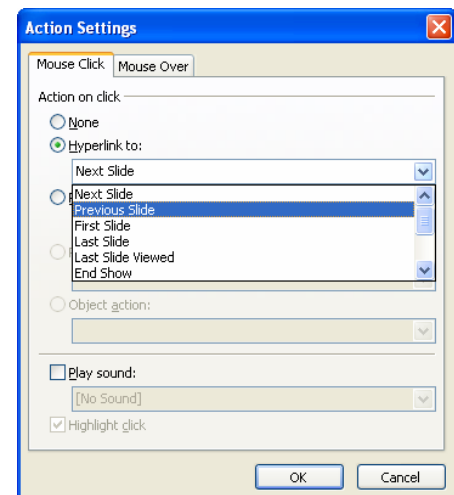 Action Settings
Mouse Click Mouse Over
Action on click
None
Hyperlink to:
Next Slide
Next Slide
Previous Slide
First Slide
Last Slide
Last Slide Viewed
End Show
Object action:
Play sound:
[No Sound]
Highlight click
OK Cancel